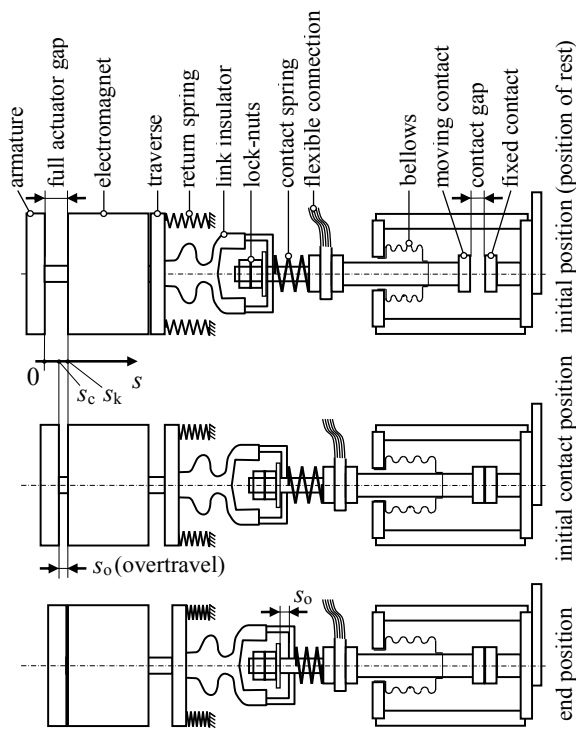 armature
full actuator gap
electromagnet
traverse
return spring
link insulator
lock-nuts
contact spring
flexible connection
bellows
moving contact
contact gap
fixed contact
initial position (position of rest)
0
sc
sk
s
initial contact position
so (overtravel)
so
end position